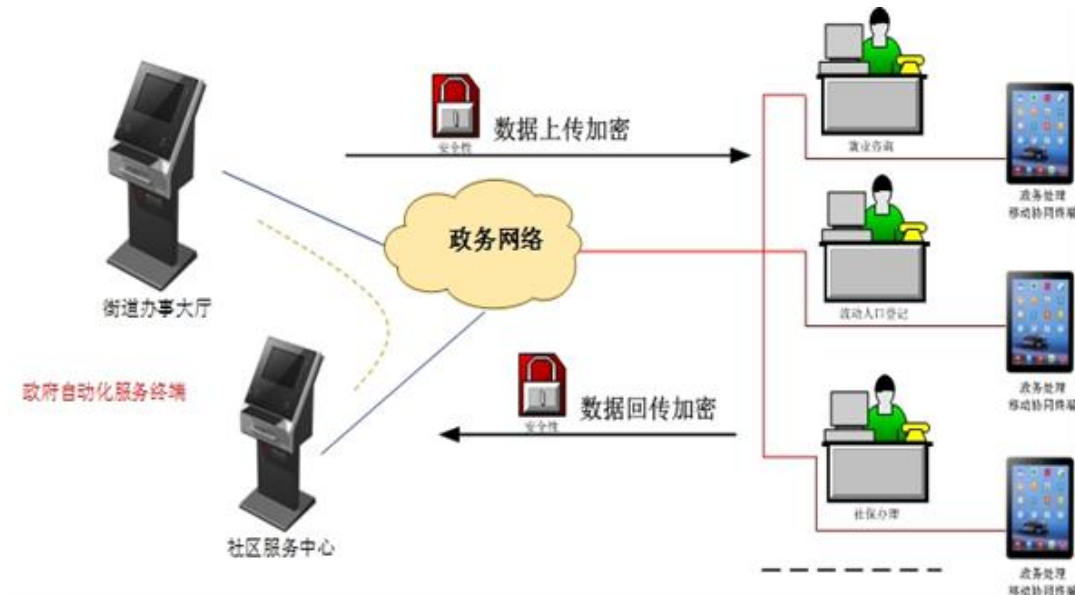 数据上传加密
安全性
就业咨询
政务处理
移动协同终端
政务网络
街道办事大厅
流动人口登记
政务处理
移动协同终端
政府自动化服务终端
数据回传加密
安全性
社保办理
社区服务中心
政务处理
移动协同终端